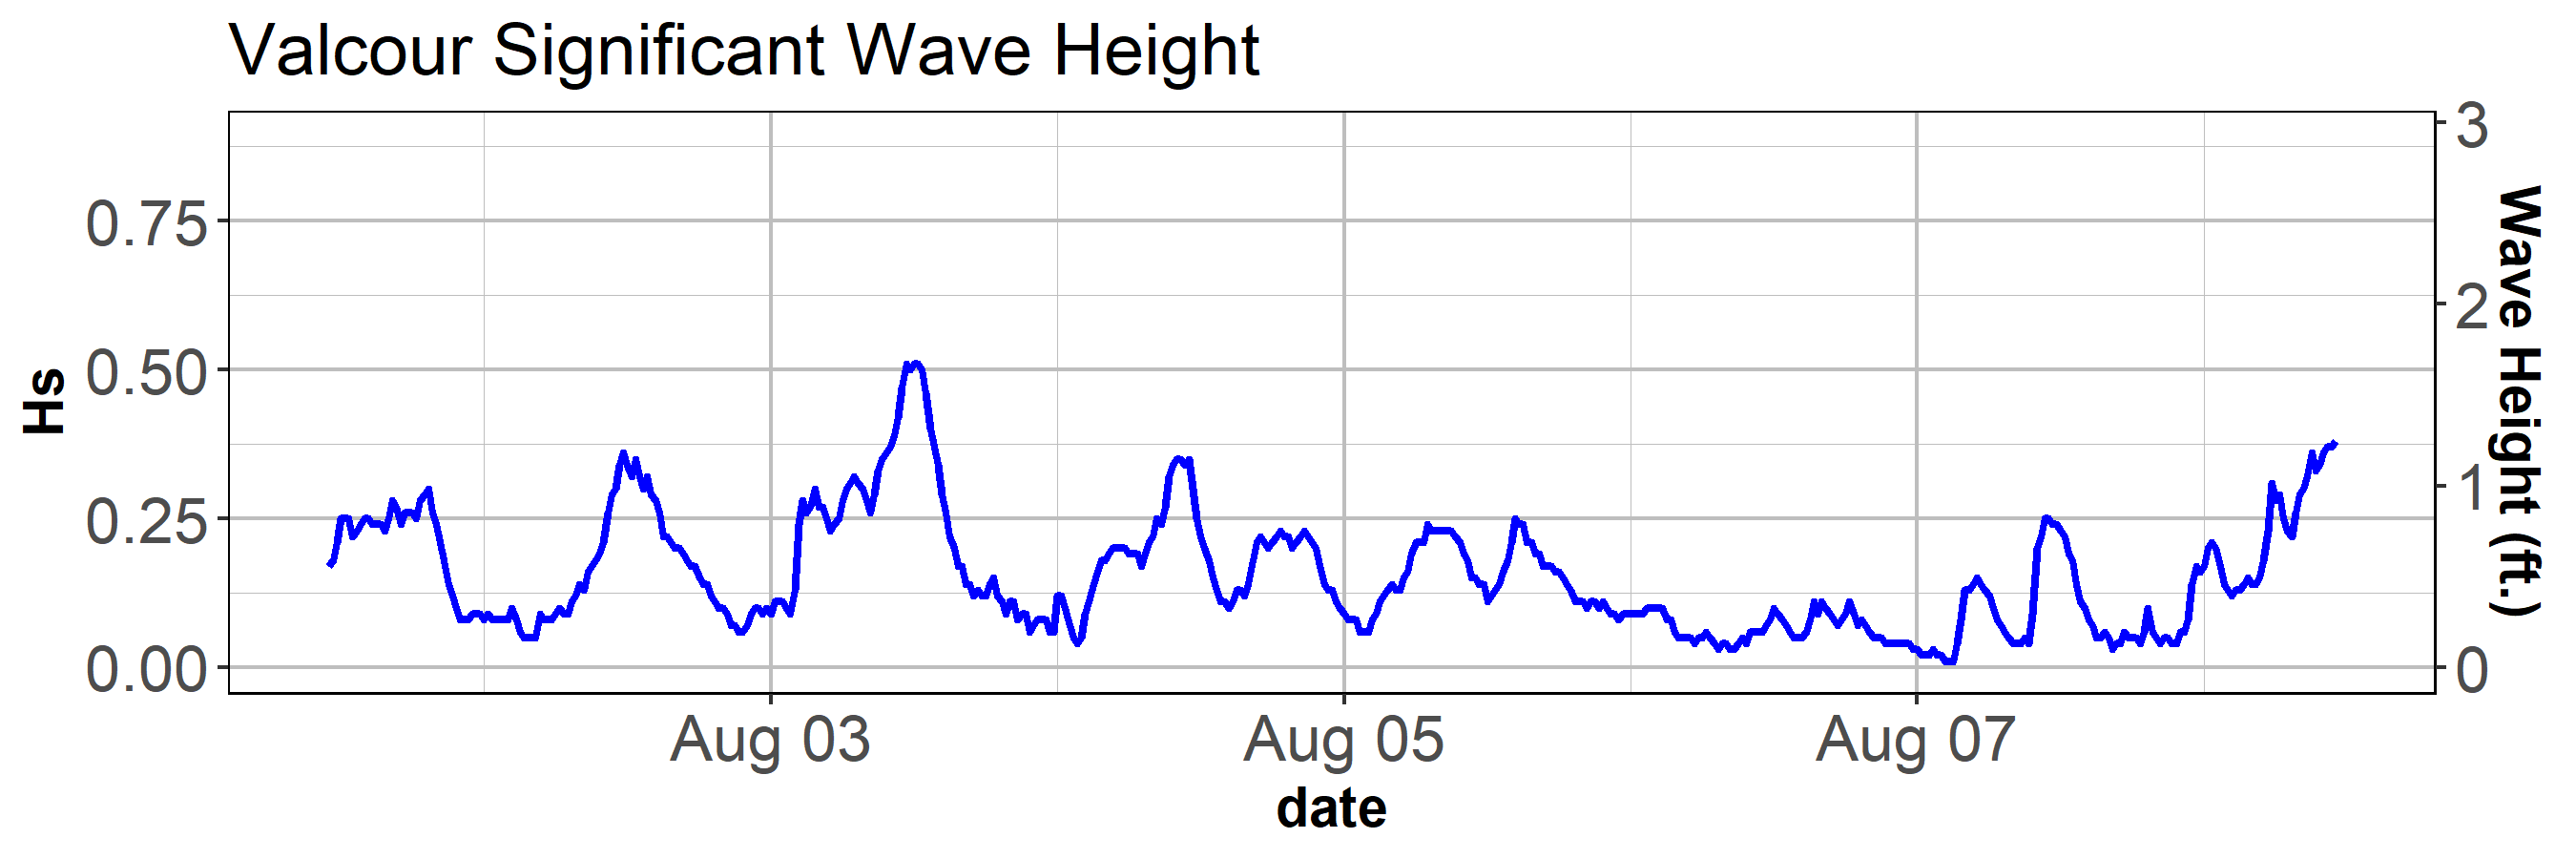 Valcour Significant Wave Height
Hs
0.75
0.50
0.25
0.00
3
2
1
0
Wave Height (ft.)
Aug 03
Aug 05
Aug 07
date